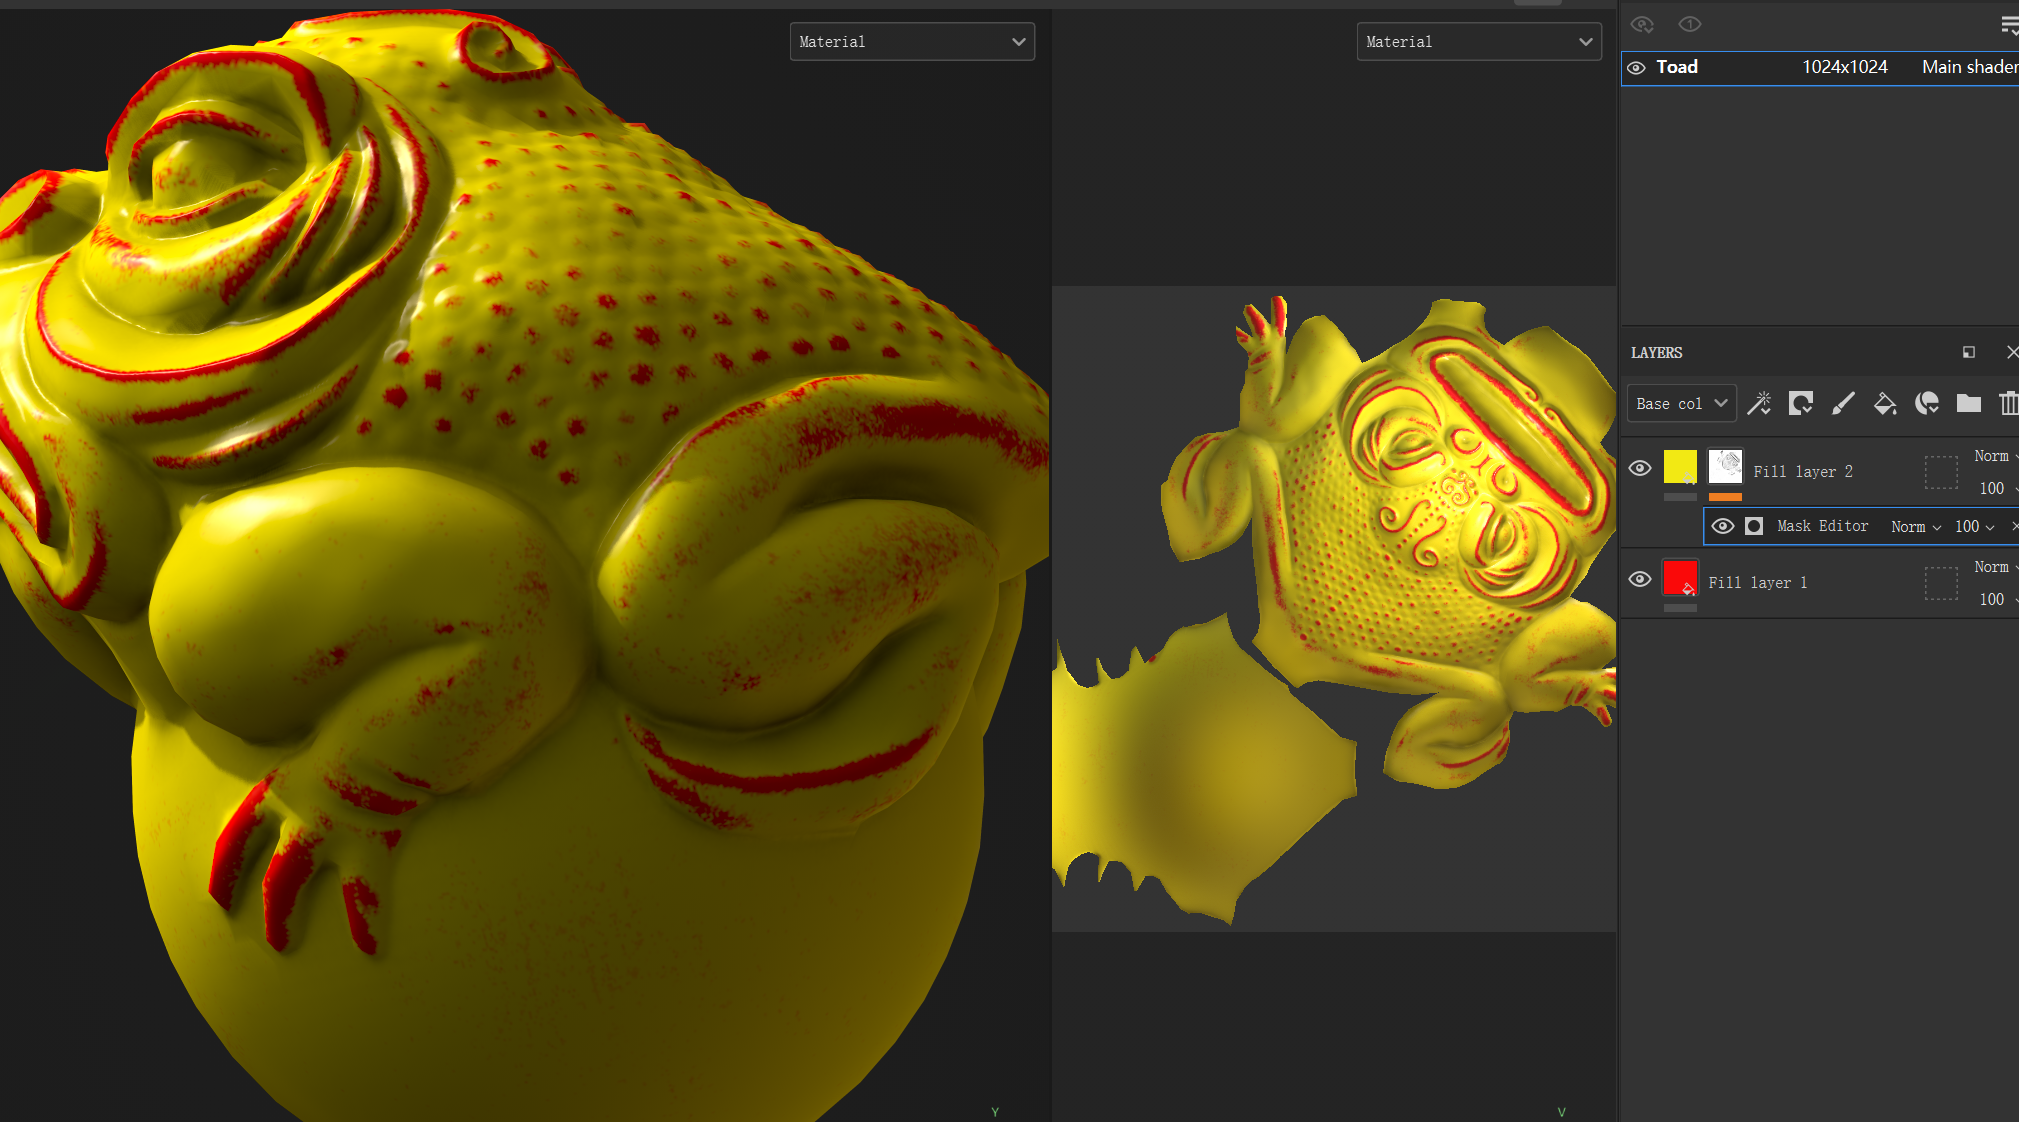 Material
Material
Toad 1024x1024 Main shader
LAYERS
Base col
Norm
Fill layer 2
100
Mask Editor Norm 100
Norm
Fill layer 1
100
Y
V